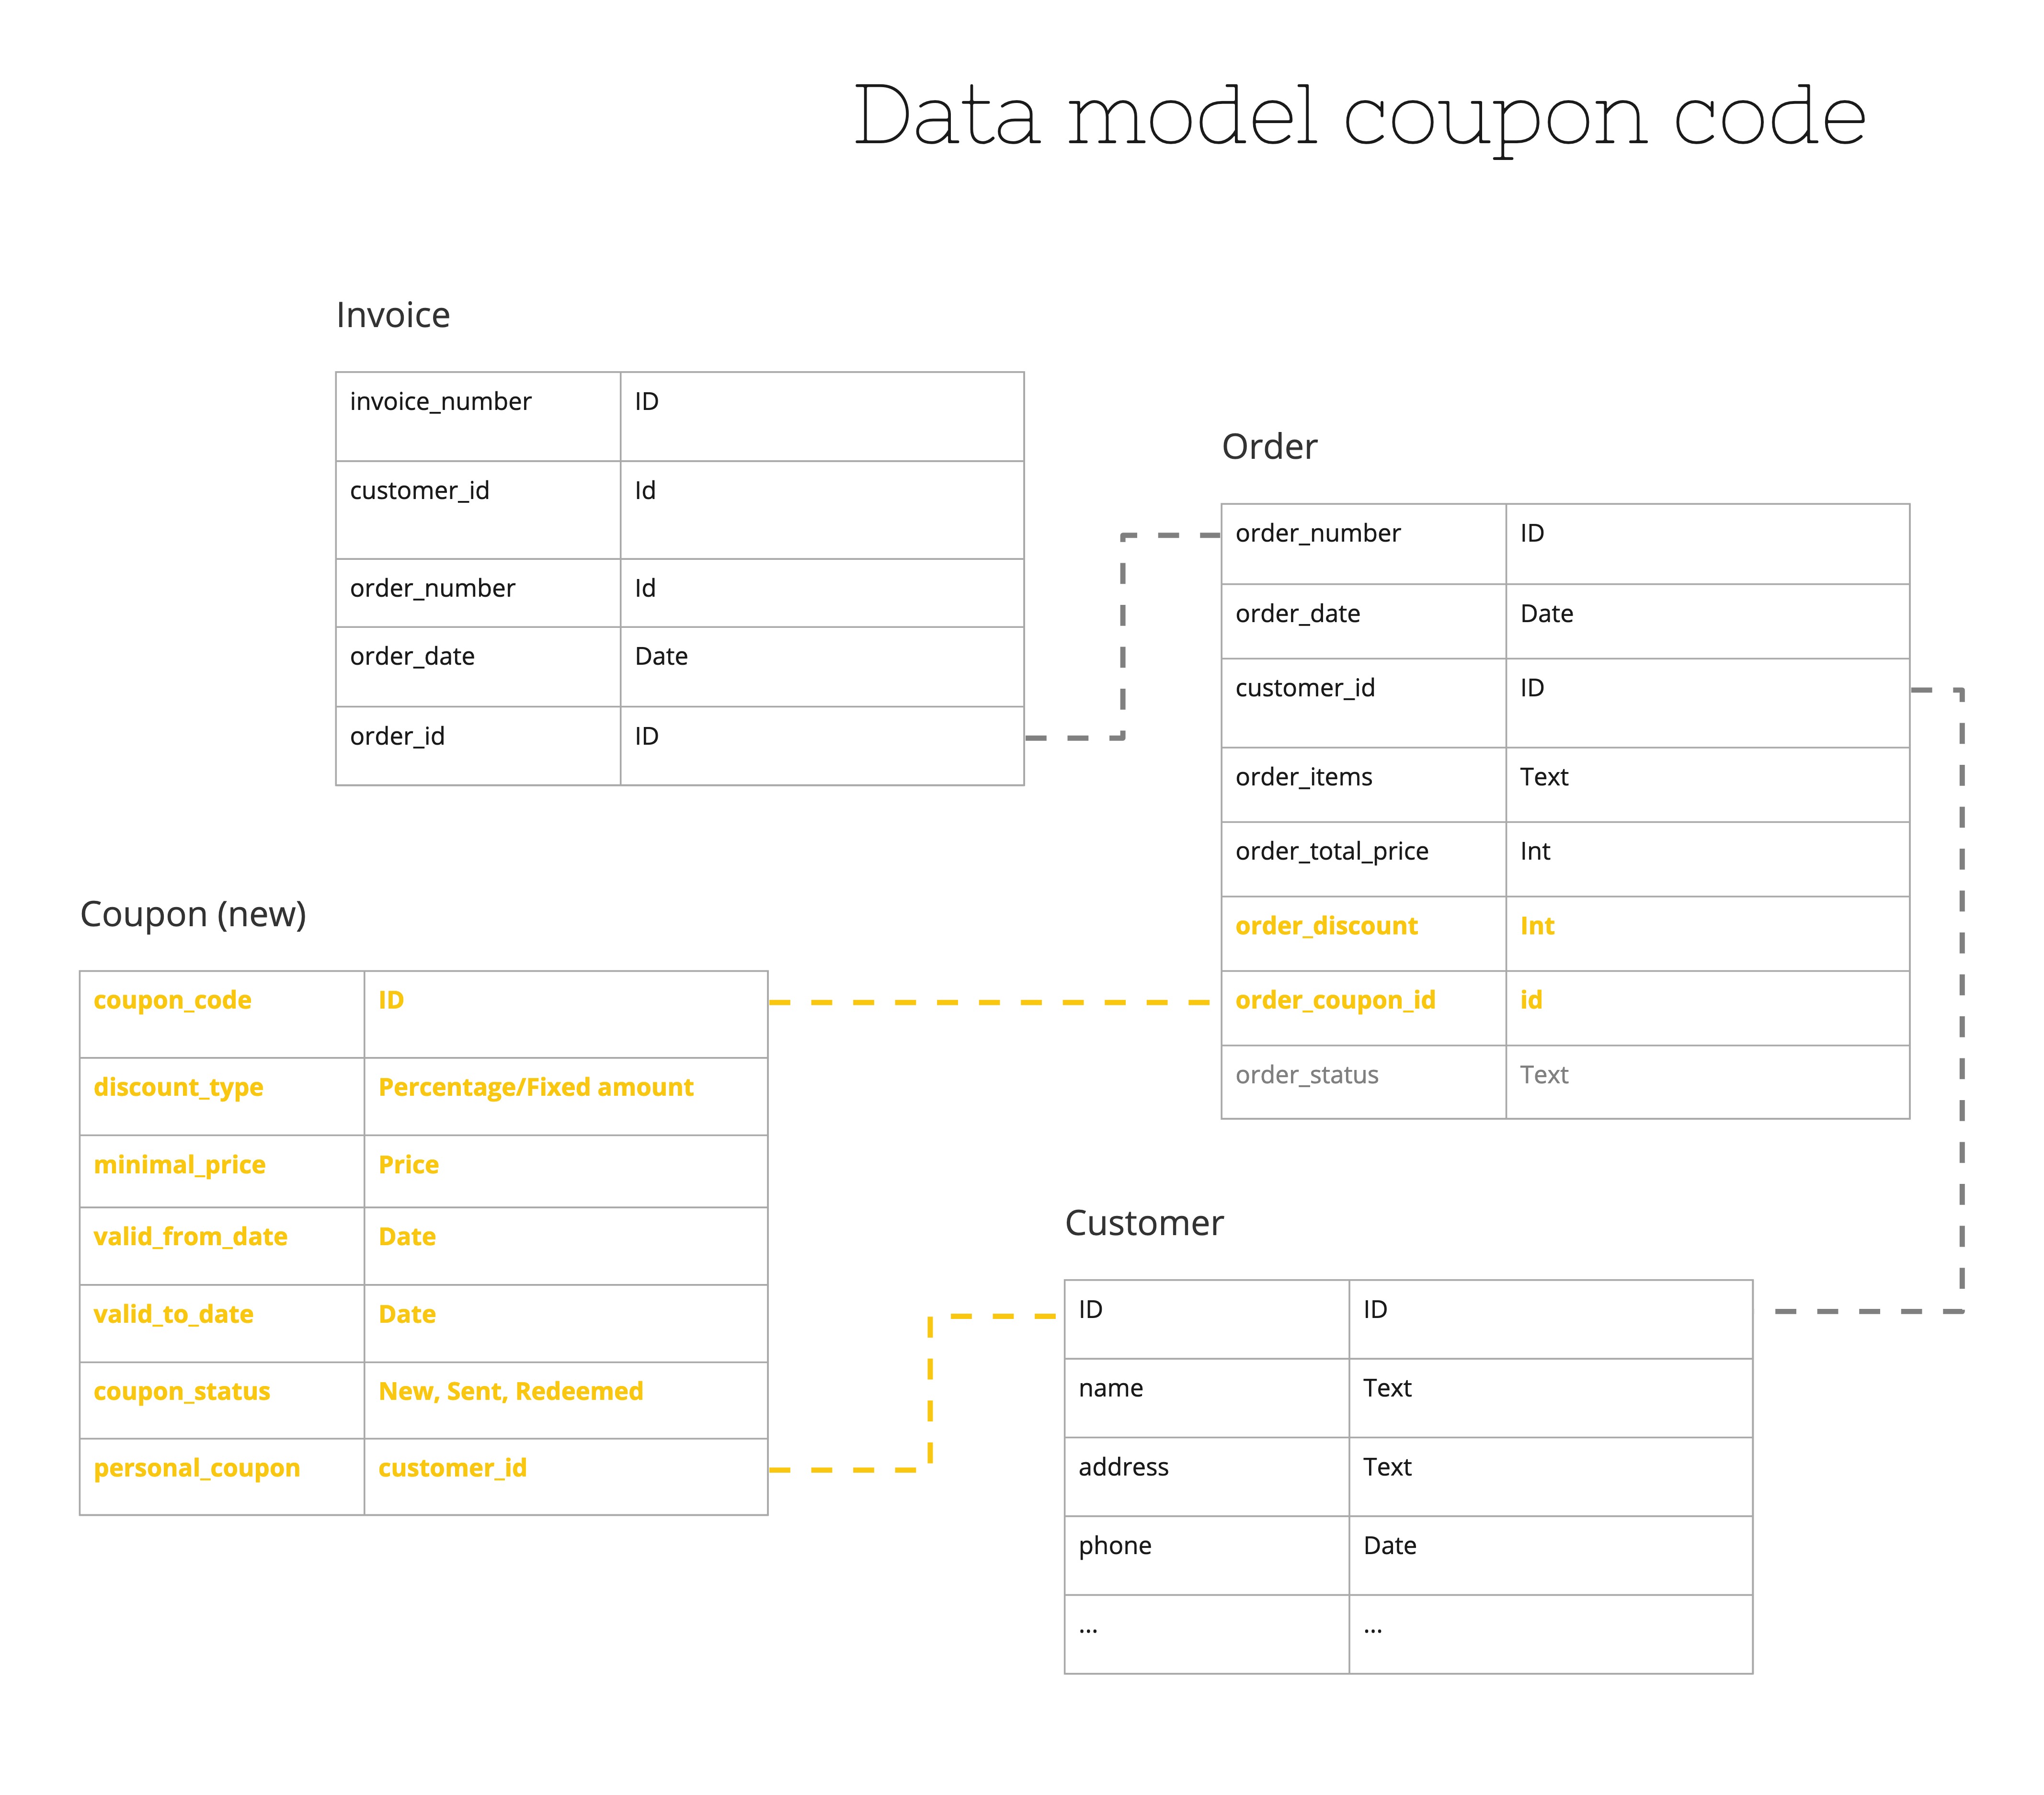 Data model coupon code
Invoice
invoice_number ID
customer_id Id
order_number Id
order_date Date
order_id ID
Order
order_number ID
order_date Date
customer_id ID
order_items Text
order_total_price Int
order_discount Int
order_coupon_id id
order_status Text
Coupon (new)
coupon_code ID
discount_type Percentage/Fixed amount
minimal_price Price
valid_from_date Date
valid_to_date Date
coupon_status New, Sent, Redeemed
personal_coupon customer_id
Customer
ID ID
name Text
address Text
phone Date
... ...